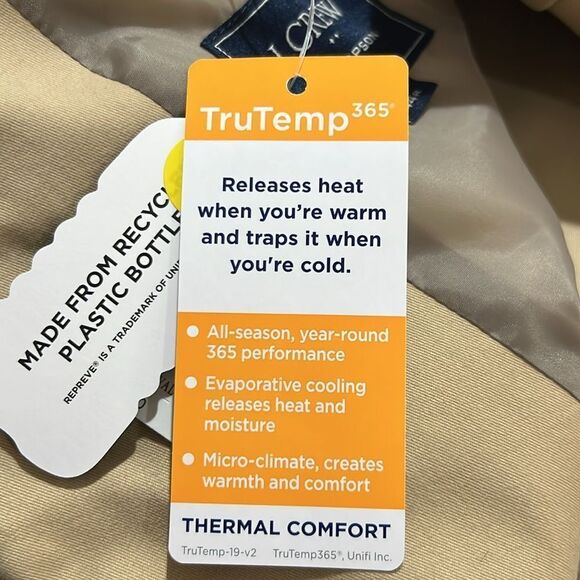 J.CREW
TruTemp365®
Releases heat
when you're warm
and traps it when
you're cold.
All-season, year-round
365 performance
Evaporative cooling
releases heat and
moisture
Micro-climate, creates
warmth and comfort
THERMAL COMFORT
TruTemp-19-v2 TruTemp365®, Unifi Inc.
MADE FROM RECYCLE
PLASTIC BOTTLE
REPREVE® IS A TRADEMARK OF UNIF